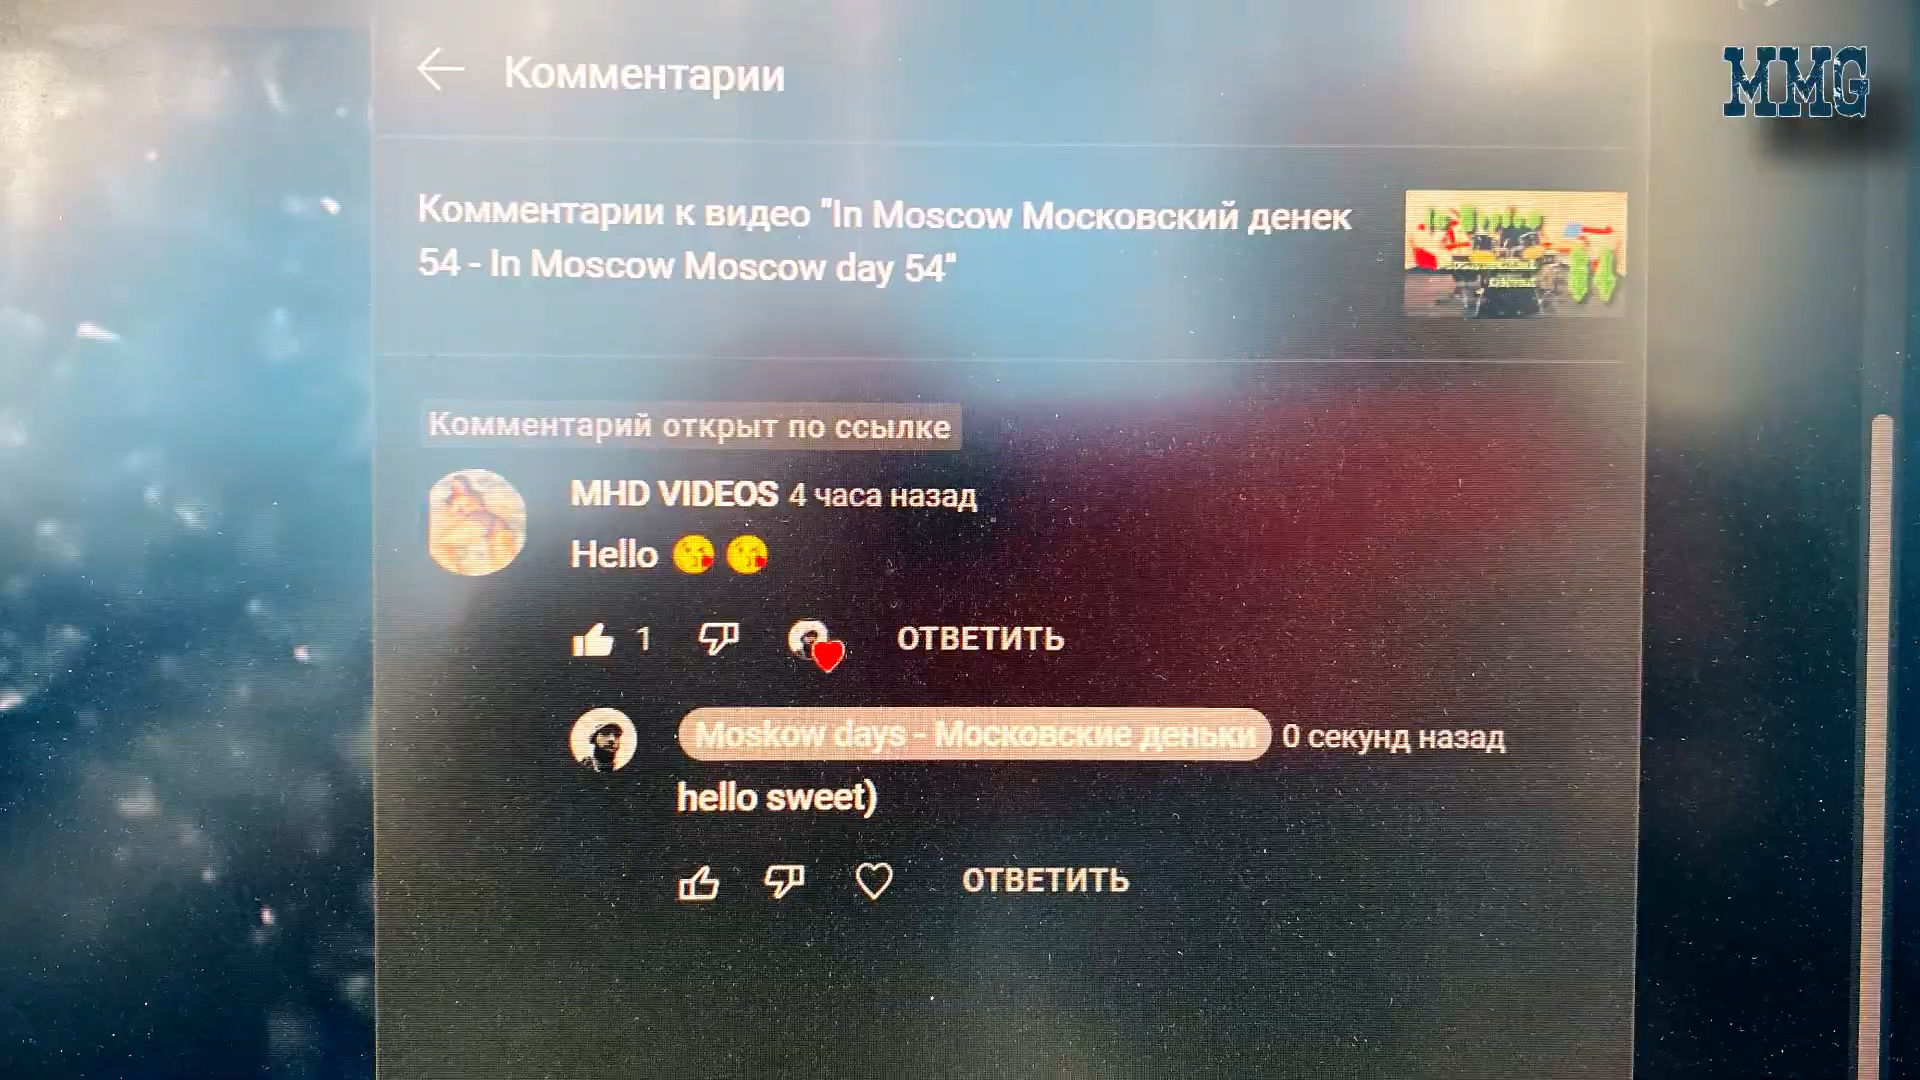 MMG
Комментарии
Комментарии к видео "In Moscow Московский денек
54 - In Moscow Moscow day 54"
Комментарий открыт по ссылке
MHD VIDEOS 4 часа назад
Hello 😘 😘
1
ОТВЕТИТЬ
Moskow days - Московские деньки 0 секунд назад
hello sweet)
ОТВЕТИТЬ